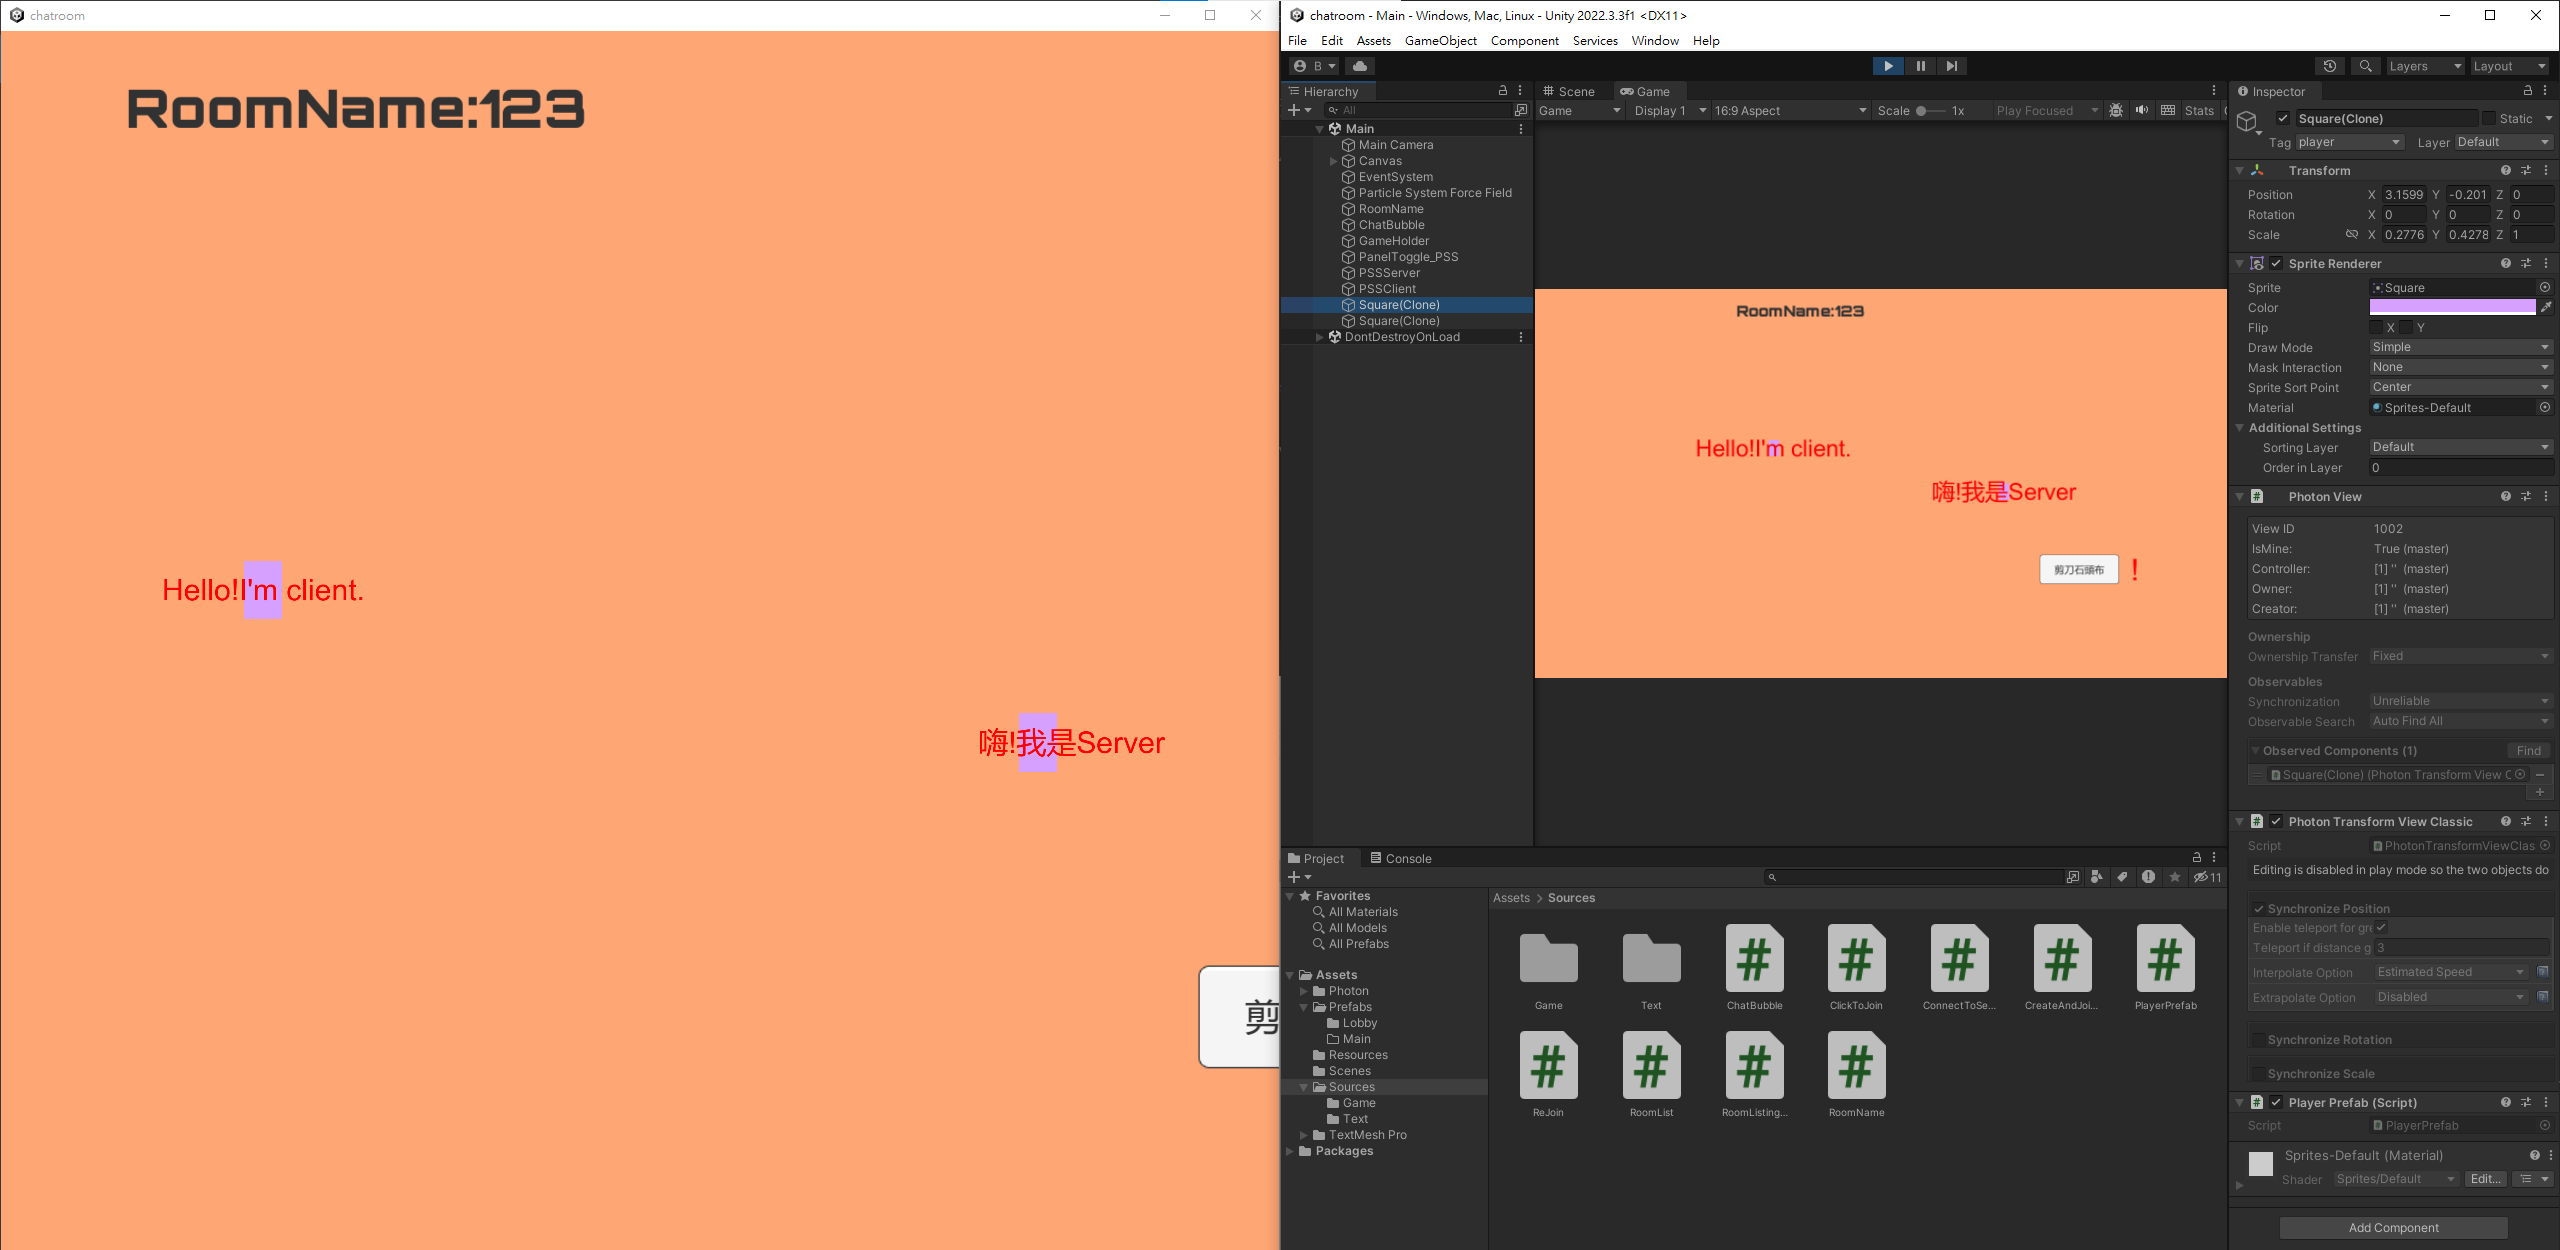 chatroom
RoomName:123
Hello!I'm client.
嗨!我是Server
剪
chatroom - Main - Windows, Mac, Linux - Unity 2022.3.3f1 <DX11>
File Edit Assets GameObject Component Services Window Help
B
Layers
Layout
Hierarchy
All
Main
Main Camera
Canvas
EventSystem
Particle System Force Field
RoomName
ChatBubble
GameHolder
PanelToggle_PSS
PSSServer
PSSClient
Square(Clone)
Square(Clone)
DontDestroyOnLoad
Scene Game
Game Display 1 16:9 Aspect Scale 1x Play Focused Stats
RoomName:123
Hello!I'm client.
嗨!我是Server
剪刀石頭布 !
Project Console
11
Favorites
All Materials
All Models
All Prefabs
Assets
Photon
Prefabs
Lobby
Main
Resources
Scenes
Sources
Game
Text
TextMesh Pro
Packages
Assets > Sources
Game Text ChatBubble ClickToJoin ConnectToSe... CreateAndJoi... PlayerPrefab
ReJoin RoomList RoomListing... RoomName
Inspector
Square(Clone) Static
Tag player Layer Default
Transform
Position X 3.1599 Y -0.201 Z 0
Rotation X 0 Y 0 Z 0
Scale X 0.2776 Y 0.4278 Z 1
Sprite Renderer
Sprite Square
Color
Flip X Y
Draw Mode Simple
Mask Interaction None
Sprite Sort Point Center
Material Sprites-Default
Additional Settings
Sorting Layer Default
Order in Layer 0
Photon View
View ID 1002
IsMine: True (master)
Controller: [1] '' (master)
Owner: [1] '' (master)
Creator: [1] '' (master)
Ownership
Ownership Transfer Fixed
Observables
Synchronization Unreliable
Observable Search Auto Find All
Observed Components (1) Find
Square(Clone) (Photon Transform View C
Photon Transform View Classic
Script PhotonTransformViewClas
Editing is disabled in play mode so the two objects do
Synchronize Position
Enable teleport for gre
Teleport if distance g 3
Interpolate Option Estimated Speed
Extrapolate Option Disabled
Synchronize Rotation
Synchronize Scale
Player Prefab (Script)
Script PlayerPrefab
Sprites-Default (Material)
Shader Sprites/Default Edit...
Add Component